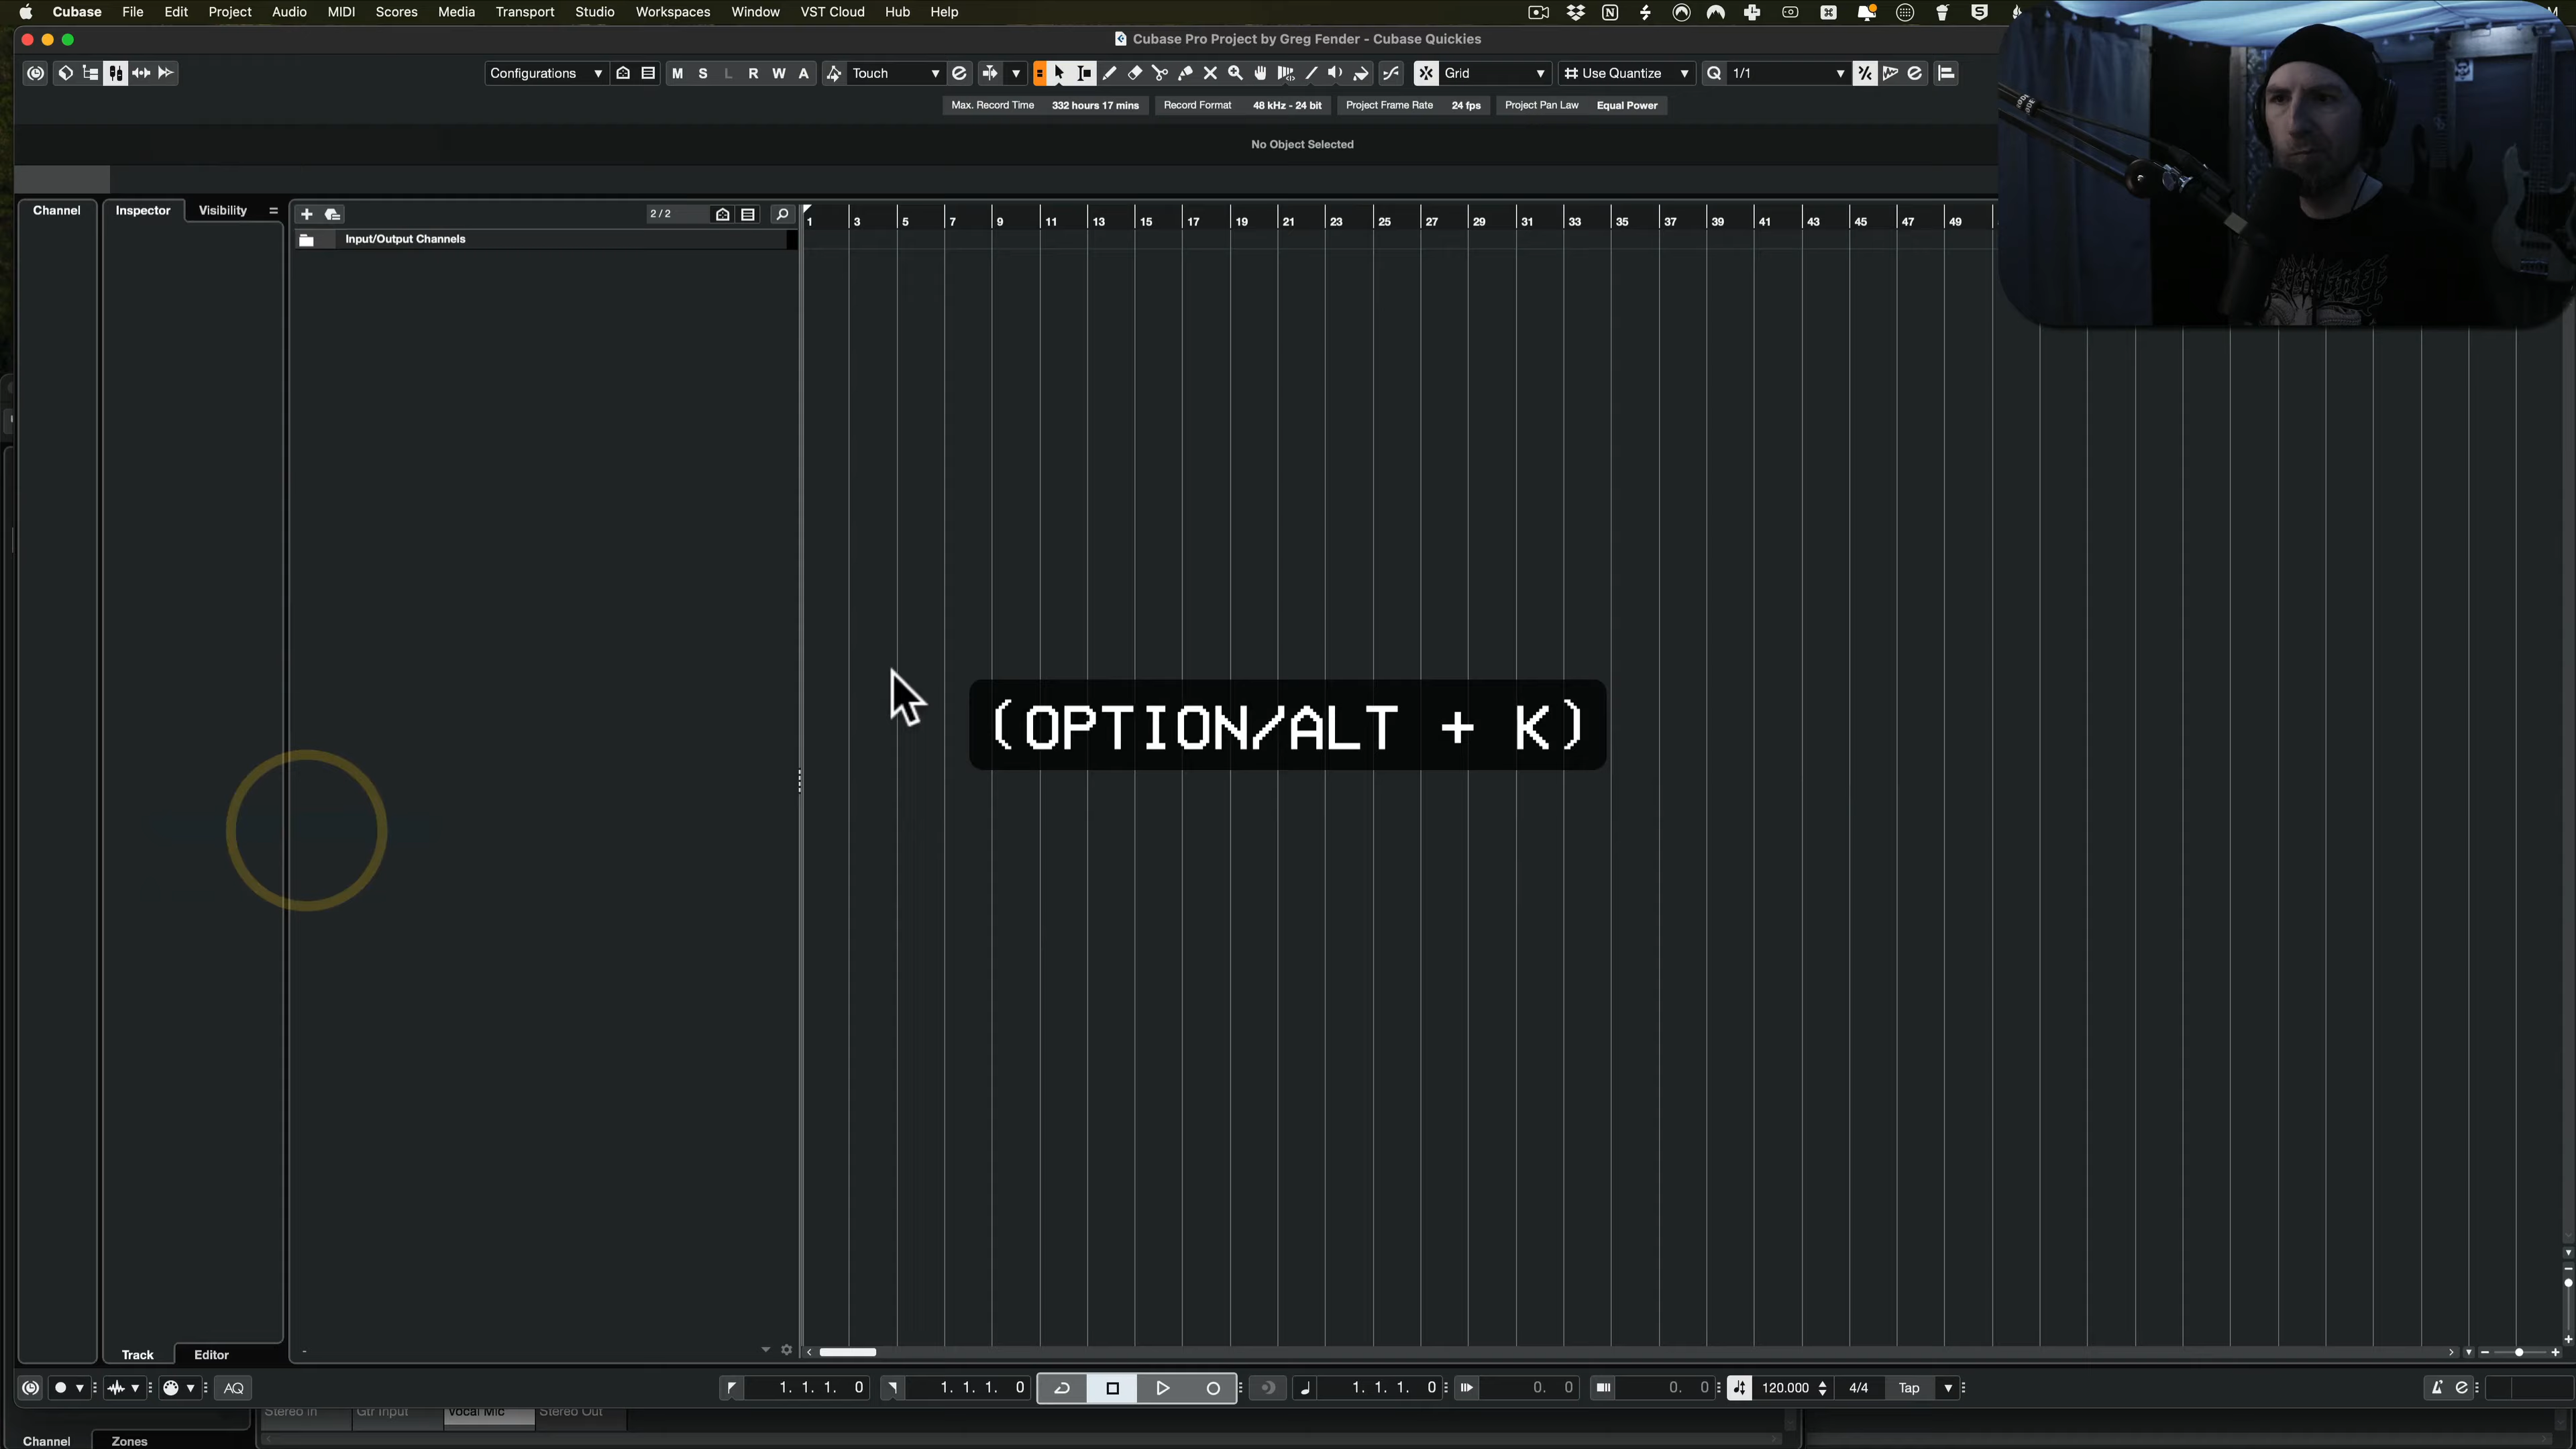 Cubase File Edit Project Audio MIDI Scores Media Transport Studio Workspaces Window VST Cloud Hub Help
Cubase Pro Project by Greg Fender - Cubase Quickies
Configurations M S L R W A Touch Grid Use Quantize Q 1/1
Max. Record Time 332 hours 17 mins Record Format 48 kHz - 24 bit Project Frame Rate 24 fps Project Pan Law Equal Power
No Object Selected
Channel Inspector Visibility 2 / 2 1 3 5 7 9 11 13 15 17 19 21 23 25 27 29 31 33 35 37 39 41 43 45 47 49
Input/Output Channels
(OPTION/ALT + K)
Track Editor
AQ 1. 1. 1. 0 1. 1. 1. 0 1. 1. 1. 0 0. 0 0. 0 120.000 4/4 Tap
Stereo In Gtr Input Vocal Mic Stereo Out
Channel Zones